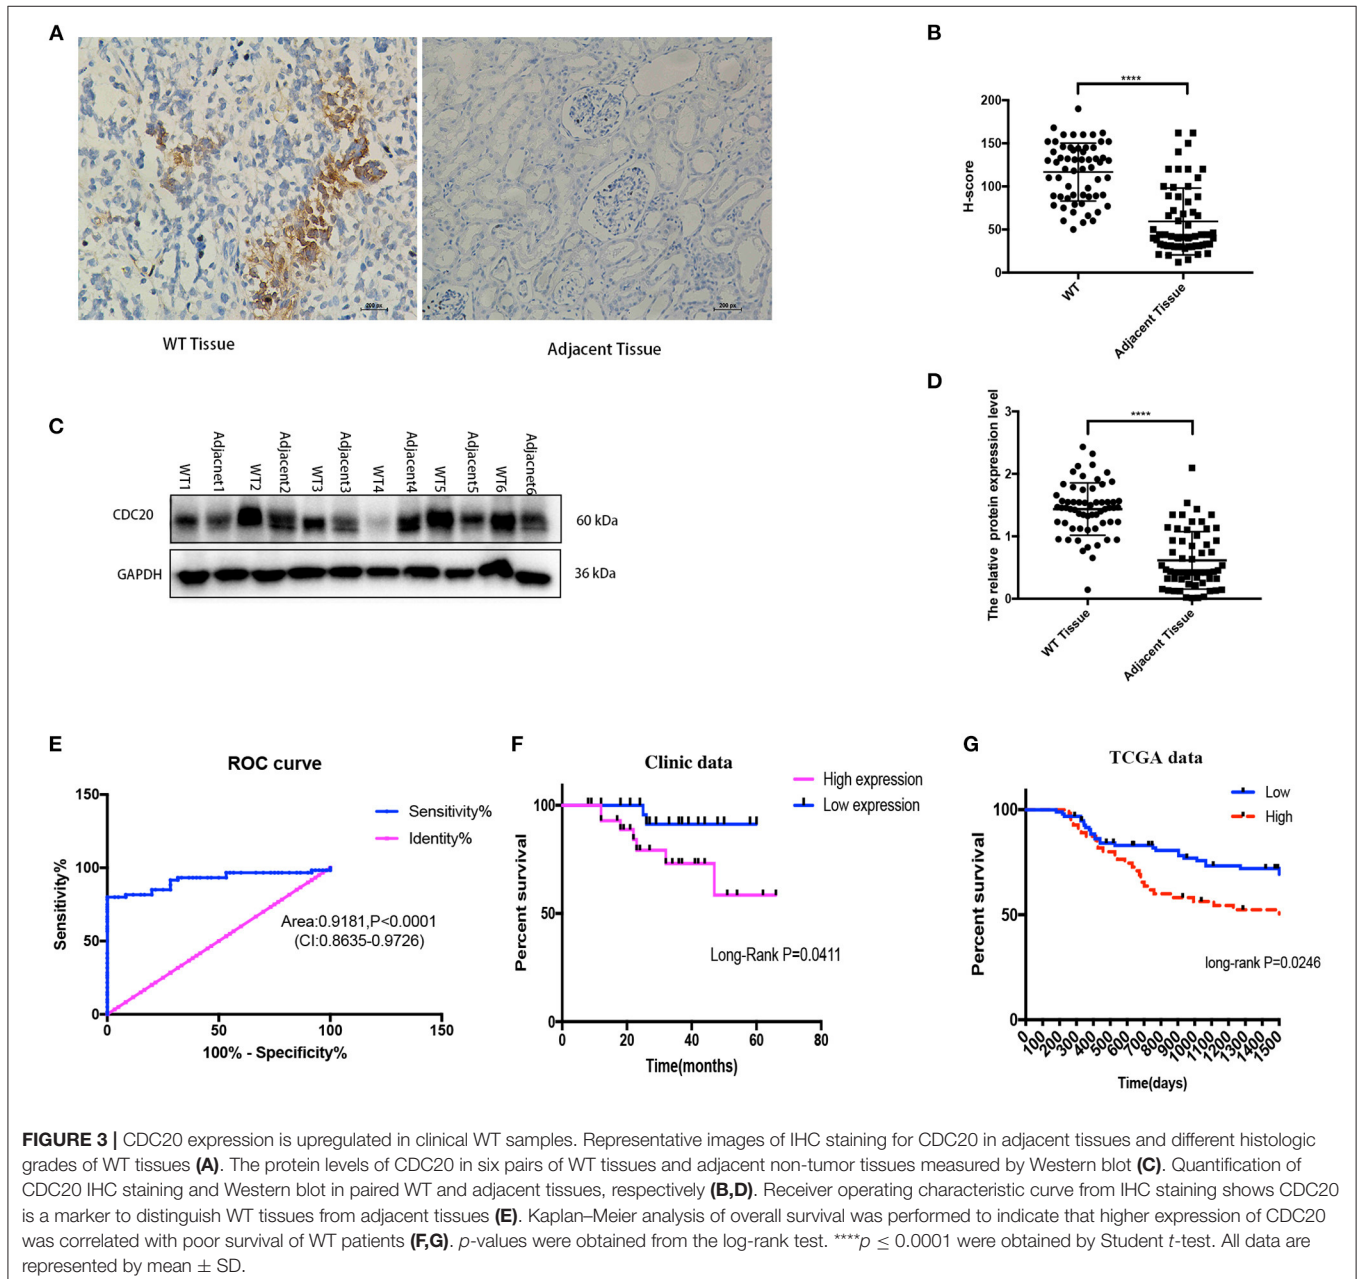 A
200 px
200 px
WT Tissue
Adjacent Tissue
B
****
200
150
100
50
0
H-score
WT
Adjacent Tissue
C
WT1
Adjacnet1
WT2
Adjacent2
WT3
Adjacent3
WT4
Adjacent4
WT5
Adjacent5
WT6
Adjacnet6
CDC20
60 kDa
GAPDH
36 kDa
D
****
3
2
1
0
The relative protein expression level
WT Tissue
Adjacent Tissue
E
ROC curve
150
100
50
0
Sensitivity%
Sensitivity%
Identity%
Area:0.9181,P<0.0001
(CI:0.8635-0.9726)
0 50 100 150
100% - Specificity%
F
Clinic data
High expression
Low expression
100
50
0
Percent survival
Long-Rank P=0.0411
0 20 40 60 80
Time(months)
G
TCGA data
Low
High
100
50
0
Percent survival
long-rank P=0.0246
0 100 200 300 400 500 600 700 800 900 1000 1100 1200 1300 1400 1500
Time(days)
FIGURE 3 | CDC20 expression is upregulated in clinical WT samples. Representative images of IHC staining for CDC20 in adjacent tissues and different histologic
grades of WT tissues (A). The protein levels of CDC20 in six pairs of WT tissues and adjacent non-tumor tissues measured by Western blot (C). Quantification of
CDC20 IHC staining and Western blot in paired WT and adjacent tissues, respectively (B,D). Receiver operating characteristic curve from IHC staining shows CDC20
is a marker to distinguish WT tissues from adjacent tissues (E). Kaplan–Meier analysis of overall survival was performed to indicate that higher expression of CDC20
was correlated with poor survival of WT patients (F,G). p-values were obtained from the log-rank test. ****p ≤ 0.0001 were obtained by Student t-test. All data are
represented by mean ± SD.